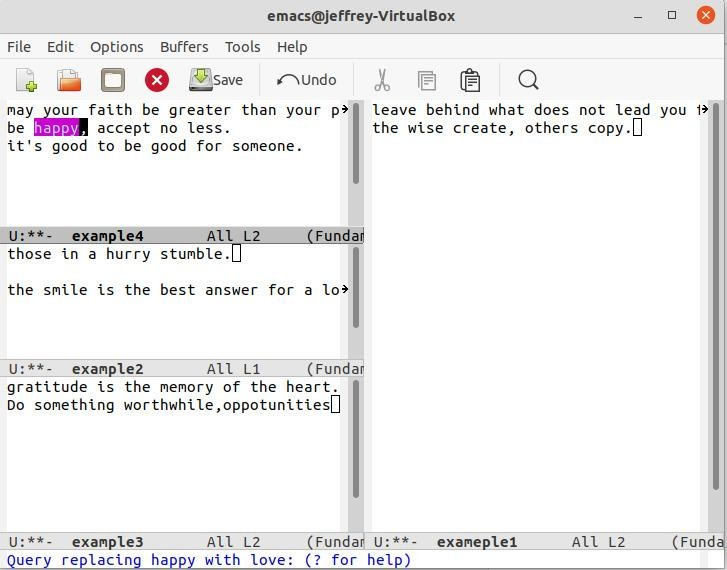 emacs@jeffrey-VirtualBox
File Edit Options Buffers Tools Help
Save Undo
may your faith be greater than your p
be happy, accept no less.
it's good to be good for someone.
U:**- example4 All L2 (Fundam
those in a hurry stumble.
the smile is the best answer for a lo
U:**- example2 All L1 (Fundam
gratitude is the memory of the heart.
Do something worthwhile,oppotunities
U:**- example3 All L2 (Fundam
leave behind what does not lead you t
the wise create, others copy.
U:**- exameple1 All L2 (Funda
Query replacing happy with love: (? for help)